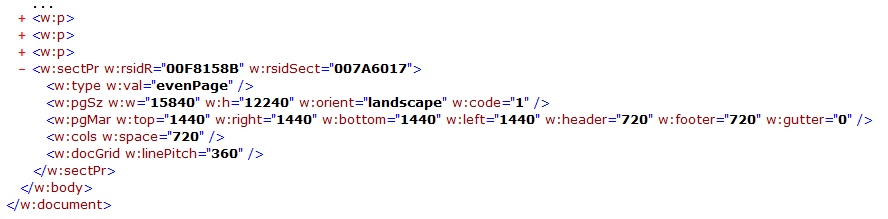 ...
+ <w:p>
+ <w:p>
+ <w:p>
- <w:sectPr w:rsidR="00F8158B" w:rsidSect="007A6017">
<w:type w:val="evenPage" />
<w:pgSz w:w="15840" w:h="12240" w:orient="landscape" w:code="1" />
<w:pgMar w:top="1440" w:right="1440" w:bottom="1440" w:left="1440" w:header="720" w:footer="720" w:gutter="0" />
<w:cols w:space="720" />
<w:docGrid w:linePitch="360" />
</w:sectPr>
</w:body>
</w:document>